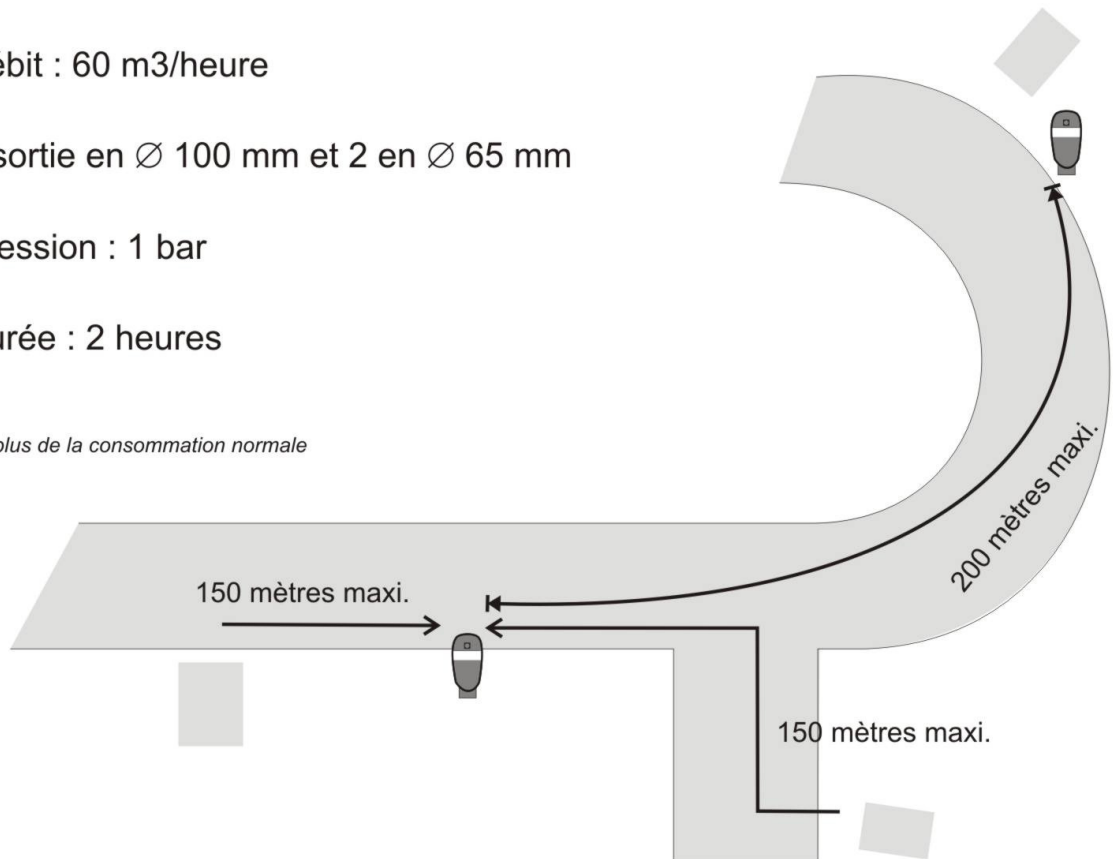 ébit : 60 m3/heure
sortie en ∅ 100 mm et 2 en ∅ 65 mm
ession : 1 bar
urée : 2 heures
plus de la consommation normale
150 mètres maxi.
200 mètres maxi.
150 mètres maxi.